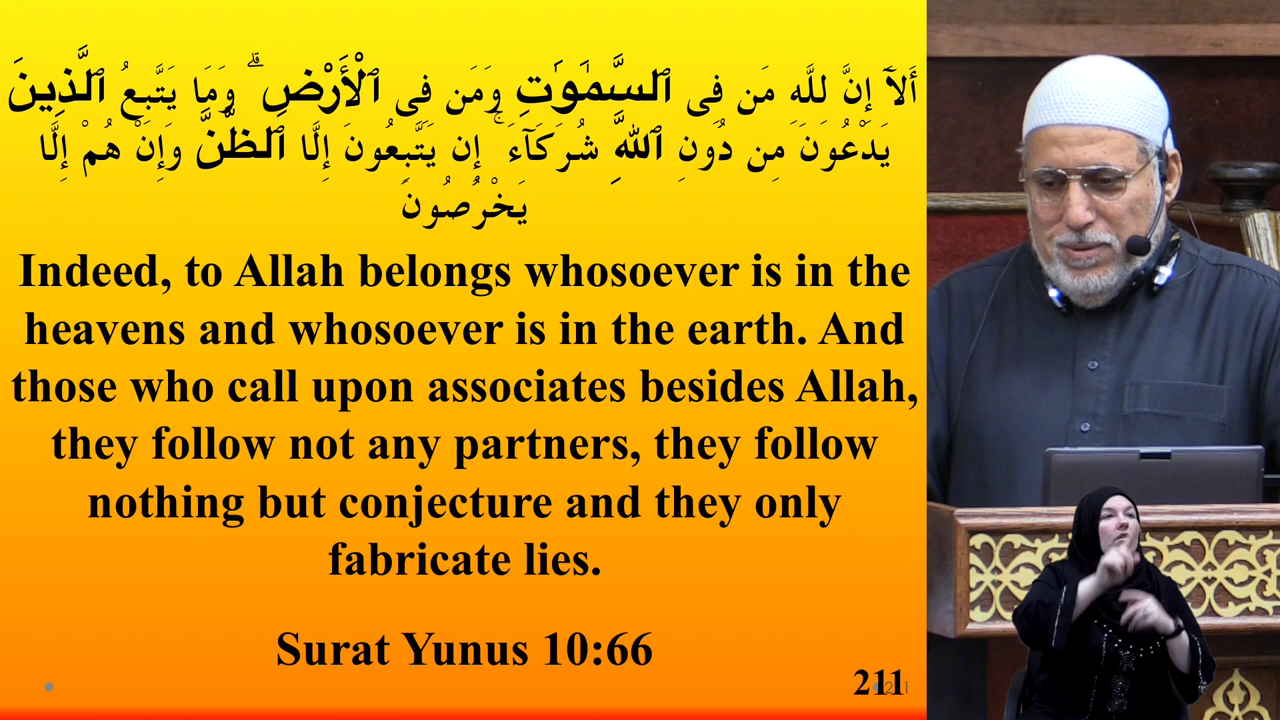 أَلَآ إِنَّ لِلَّهِ مَن فِى ٱلسَّمَٰوَٰتِ وَمَن فِى ٱلْأَرْضِ ۗ وَمَا يَتَّبِعُ ٱلَّذِينَ
يَدْعُونَ مِن دُونِ ٱللَّهِ شُرَكَآءَ ۚ إِن يَتَّبِعُونَ إِلَّا ٱلظَّنَّ وَإِنْ هُمْ إِلَّا
يَخْرُصُونَ
Indeed, to Allah belongs whosoever is in the
heavens and whosoever is in the earth. And
those who call upon associates besides Allah,
they follow not any partners, they follow
nothing but conjecture and they only
fabricate lies.
Surat Yunus 10:66
211